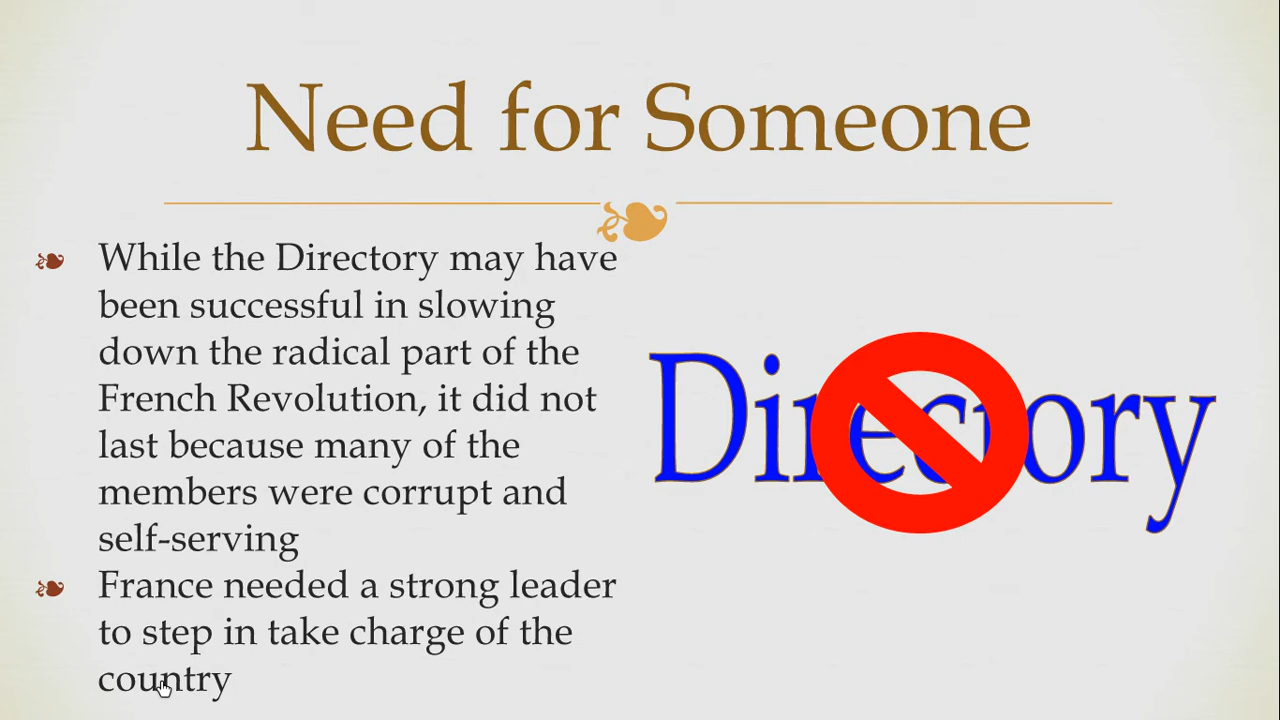 Need for Someone
While the Directory may have
been successful in slowing
down the radical part of the
French Revolution, it did not
last because many of the
members were corrupt and
self-serving
France needed a strong leader
to step in take charge of the
country
Directory